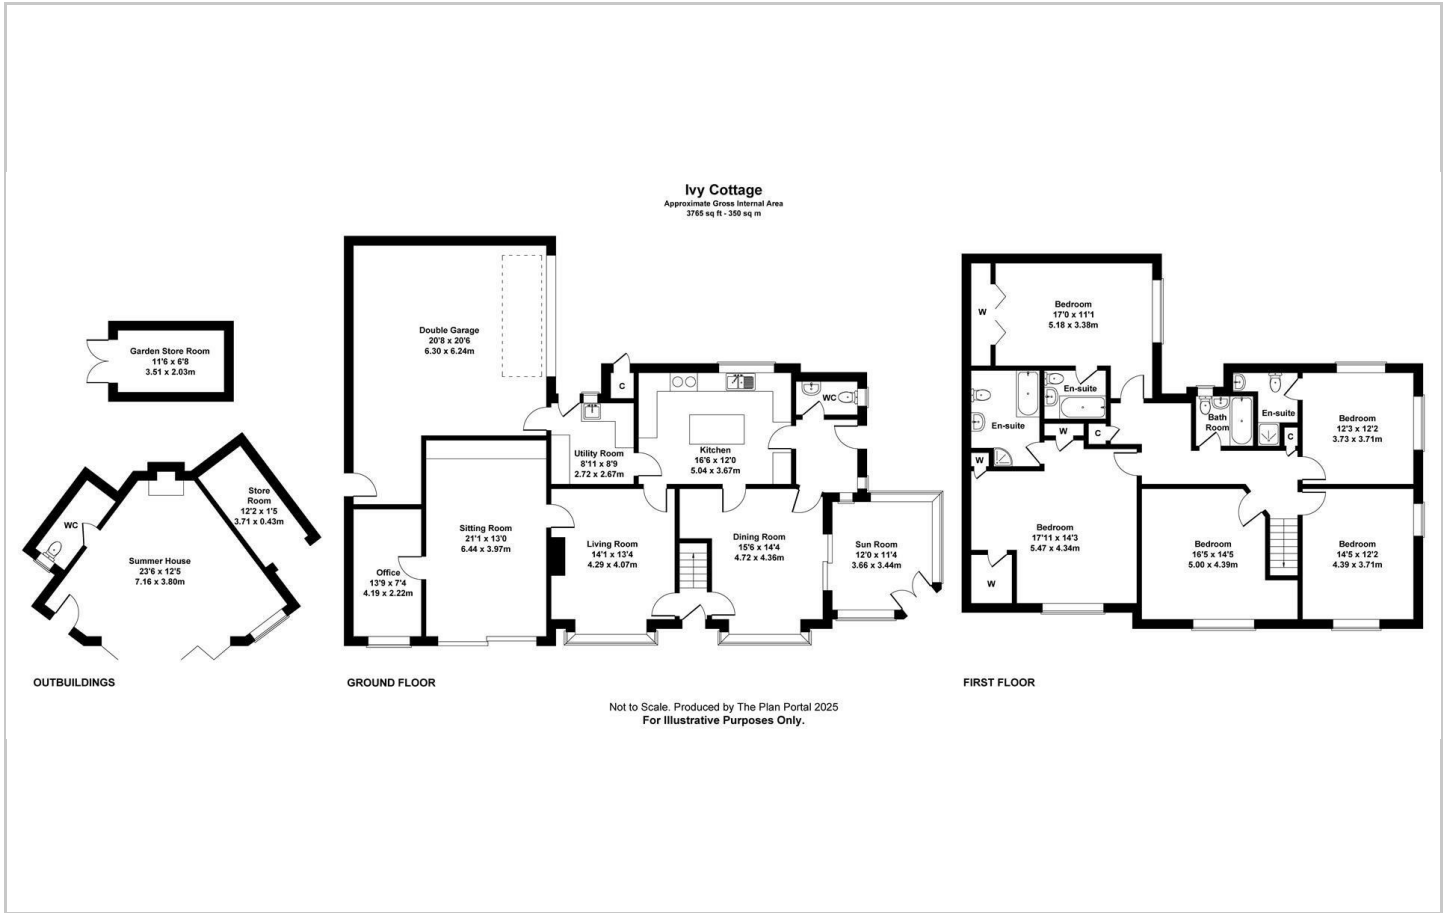 Ivy Cottage
Approximate Gross Internal Area
3765 sq ft - 350 sq m
Garden Store Room
11'6 x 6'8
3.51 x 2.03m
WC
Store
Room
12'2 x 1'5
3.71 x 0.43m
Summer House
23'6 x 12'5
7.16 x 3.80m
OUTBUILDINGS
Double Garage
20'8 x 20'6
6.30 x 6.24m
C
WC
Utility Room
8'11 x 8'9
2.72 x 2.67m
Kitchen
16'6 x 12'0
5.04 x 3.67m
Sitting Room
21'1 x 13'0
6.44 x 3.97m
Office
13'9 x 7'4
4.19 x 2.22m
Living Room
14'1 x 13'4
4.29 x 4.07m
Dining Room
15'6 x 14'4
4.72 x 4.36m
Sun Room
12'0 x 11'4
3.66 x 3.44m
GROUND FLOOR
W
Bedroom
17'0 x 11'1
5.18 x 3.38m
En-suite
En-suite
W
C
W
Bath
Room
En-suite
C
Bedroom
12'3 x 12'2
3.73 x 3.71m
Bedroom
17'11 x 14'3
5.47 x 4.34m
W
Bedroom
16'5 x 14'5
5.00 x 4.39m
Bedroom
14'5 x 12'2
4.39 x 3.71m
FIRST FLOOR
Not to Scale. Produced by The Plan Portal 2025
For Illustrative Purposes Only.